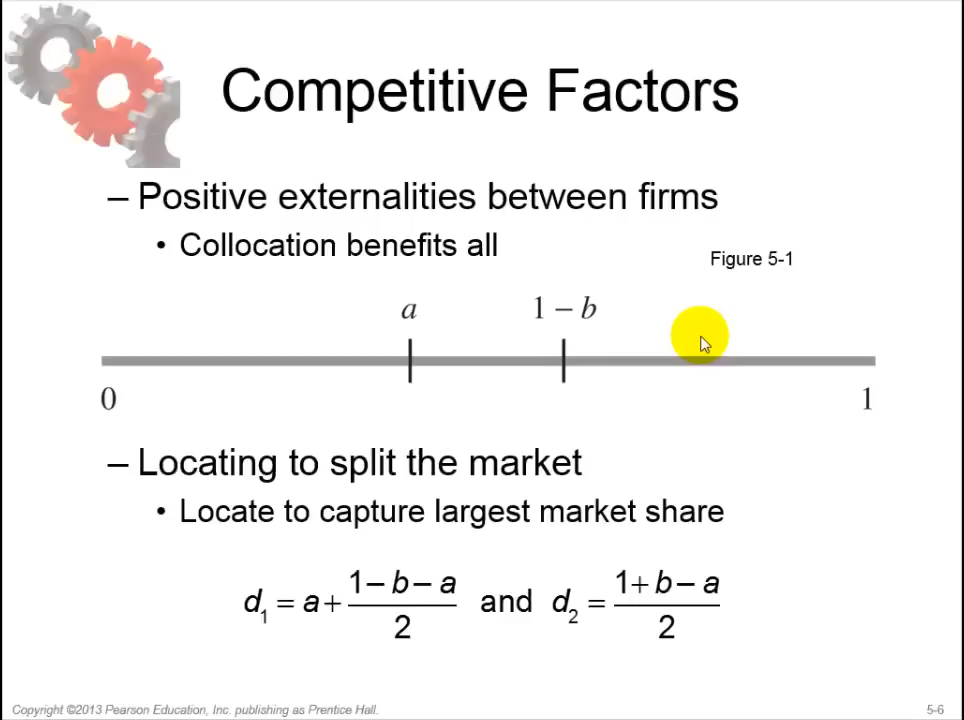 Competitive Factors
– Positive externalities between firms
• Collocation benefits all
Figure 5-1
a 1 – b
0 1
– Locating to split the market
• Locate to capture largest market share
d₁ = a + (1 – b – a)/2 and d₂ = (1 + b – a)/2
Copyright ©2013 Pearson Education, Inc. publishing as Prentice Hall. 5-6